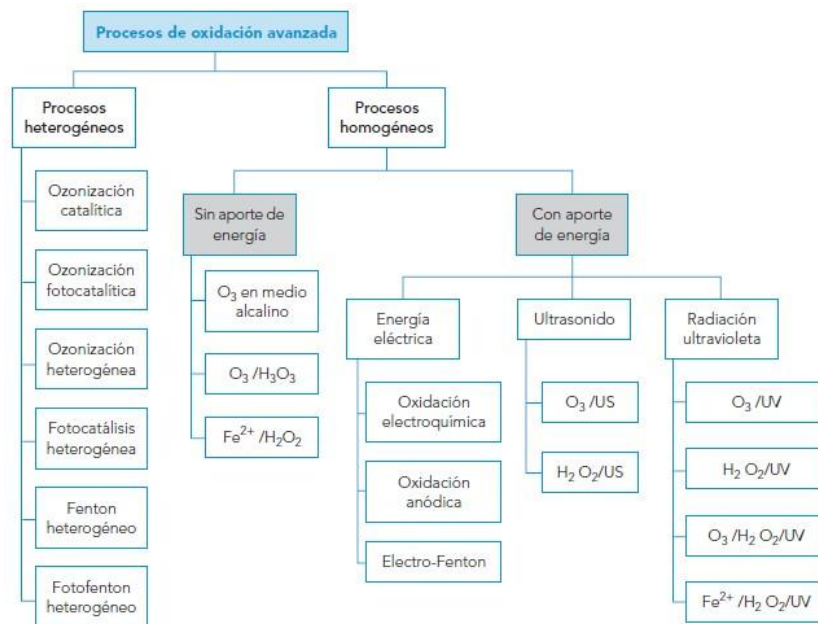 Procesos de oxidación avanzada
Procesos
heterogéneos
Procesos
homogéneos
Ozonización
catalítica
Ozonización
fotocatalítica
Ozonización
heterogénea
Fotocatálisis
heterogénea
Fenton
heterogéneo
Fotofenton
heterogéneo
Sin aporte de
energía
O₃ en medio
alcalino
O₃ /H₃O₃
Fe²⁺ /H₂O₂
Con aporte
de energía
Energía
eléctrica
Oxidación
electroquímica
Oxidación
anódica
Electro-Fenton
Ultrasonido
O₃ /US
H₂ O₂/US
Radiación
ultravioleta
O₃ /UV
H₂ O₂/UV
O₃ /H₂ O₂/UV
Fe²⁺ /H₂ O₂/UV